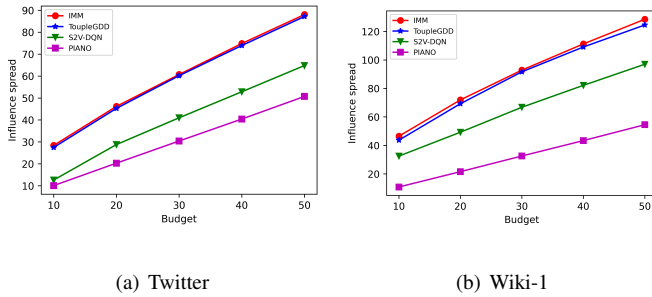 90
80
70
60
50
40
30
20
10
Influence spread
IMM
ToupleGDD
S2V-DQN
PIANO
10 20 30 40 50
Budget
(a) Twitter
120
100
80
60
40
20
Influence spread
IMM
ToupleGDD
S2V-DQN
PIANO
10 20 30 40 50
Budget
(b) Wiki-1